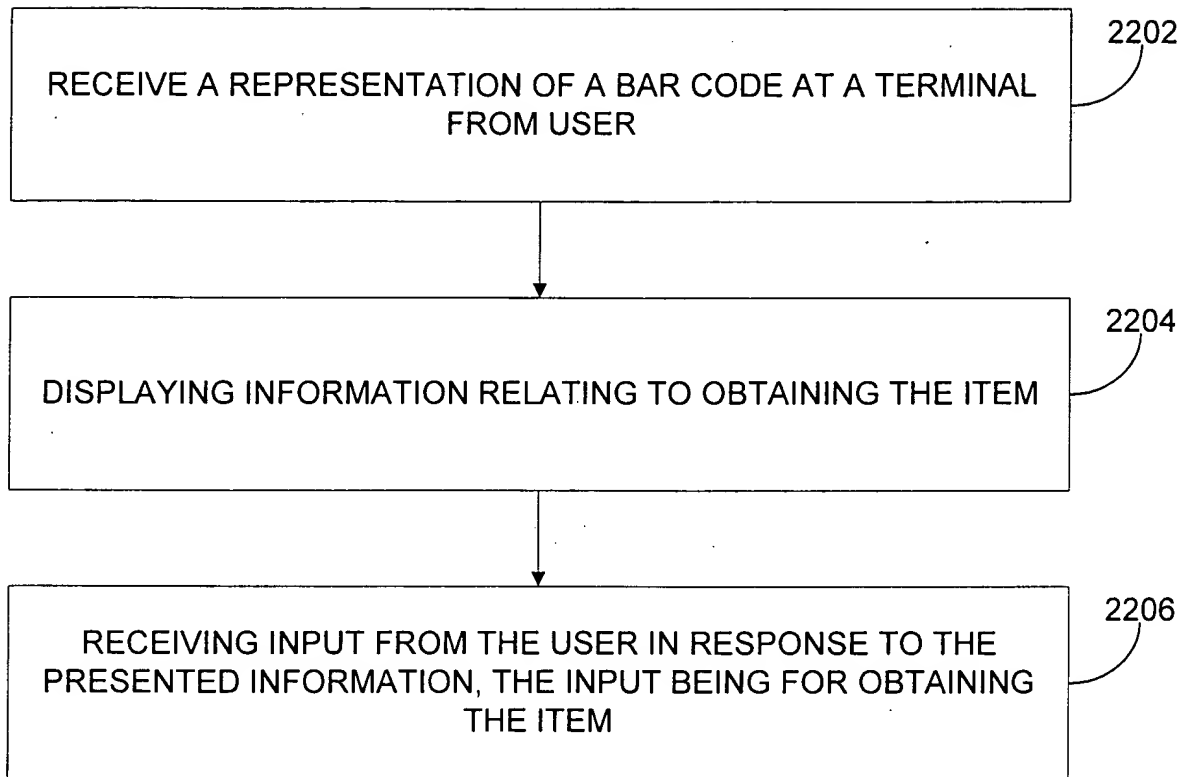 2202
RECEIVE A REPRESENTATION OF A BAR CODE AT A TERMINAL
FROM USER
2204
DISPLAYING INFORMATION RELATING TO OBTAINING THE ITEM
2206
RECEIVING INPUT FROM THE USER IN RESPONSE TO THE
PRESENTED INFORMATION, THE INPUT BEING FOR OBTAINING
THE ITEM